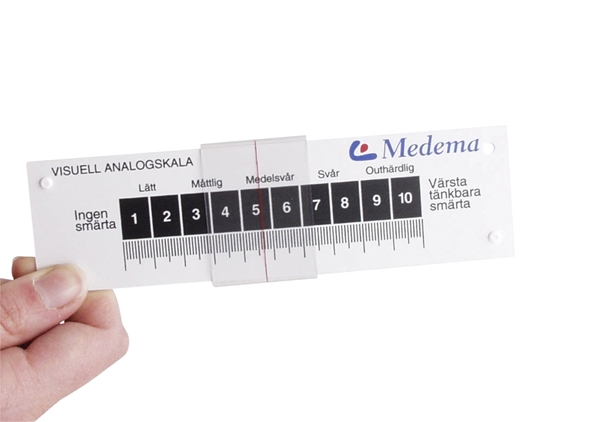 VISUELL ANALOGSKALA
Medema
Lätt Måttlig Medelsvår Svår Outhärdlig
Ingen
smärta
1 2 3 4 5 6 7 8 9 10
Värsta
tänkbara
smärta